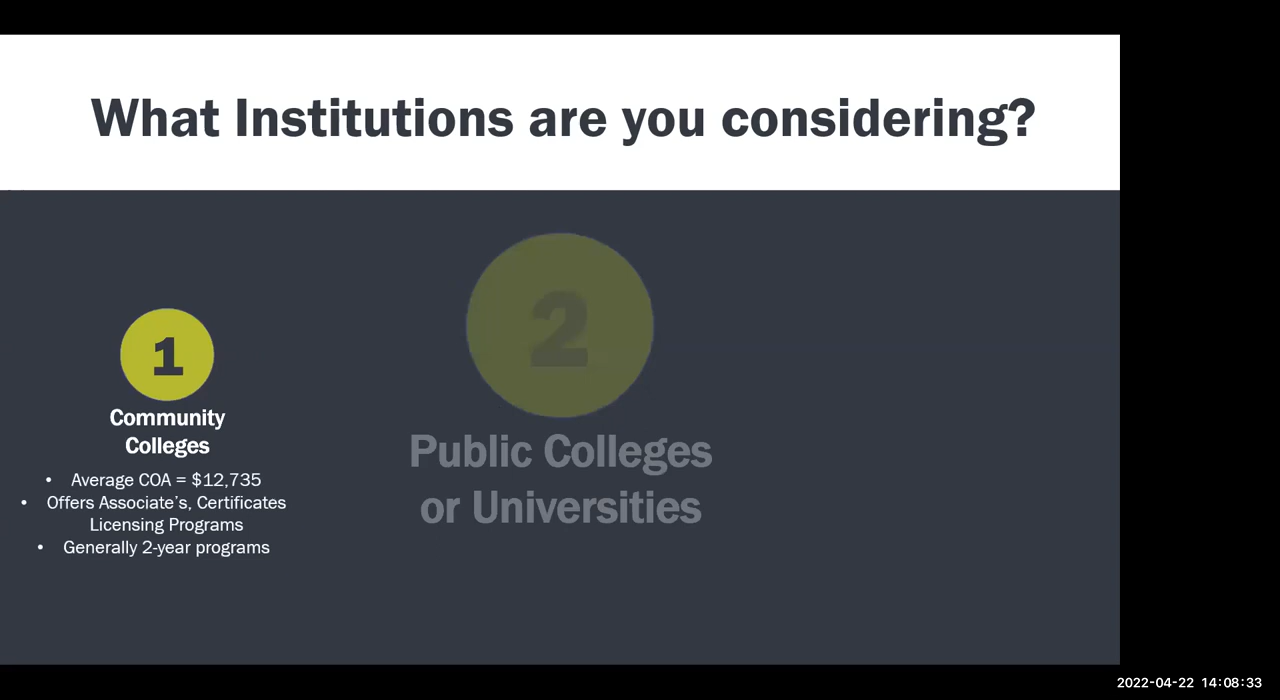 What Institutions are you considering?
1
Community
Colleges
• Average COA = $12,735
• Offers Associate's, Certificates
Licensing Programs
• Generally 2-year programs
2
Public Colleges
or Universities
2022-04-22 14:08:33